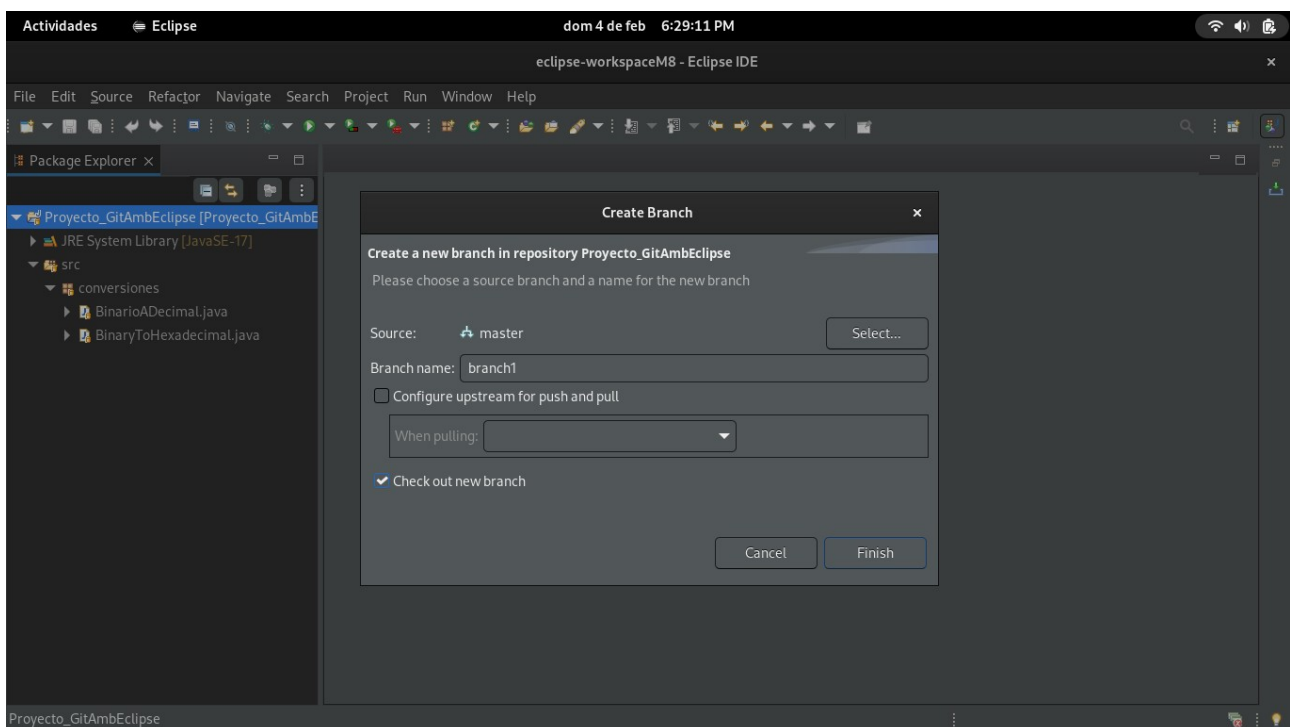 Actividades Eclipse dom 4 de feb 6:29:11 PM
eclipse-workspaceM8 - Eclipse IDE
File Edit Source Refactor Navigate Search Project Run Window Help
Package Explorer
Proyecto_GitAmbEclipse [Proyecto_GitAmbE
JRE System Library [JavaSE-17]
src
conversiones
BinarioADecimal.java
BinaryToHexadecimal.java
Create Branch
Create a new branch in repository Proyecto_GitAmbEclipse
Please choose a source branch and a name for the new branch
Source: master Select...
Branch name: branch1
Configure upstream for push and pull
When pulling:
Check out new branch
Cancel Finish
Proyecto_GitAmbEclipse